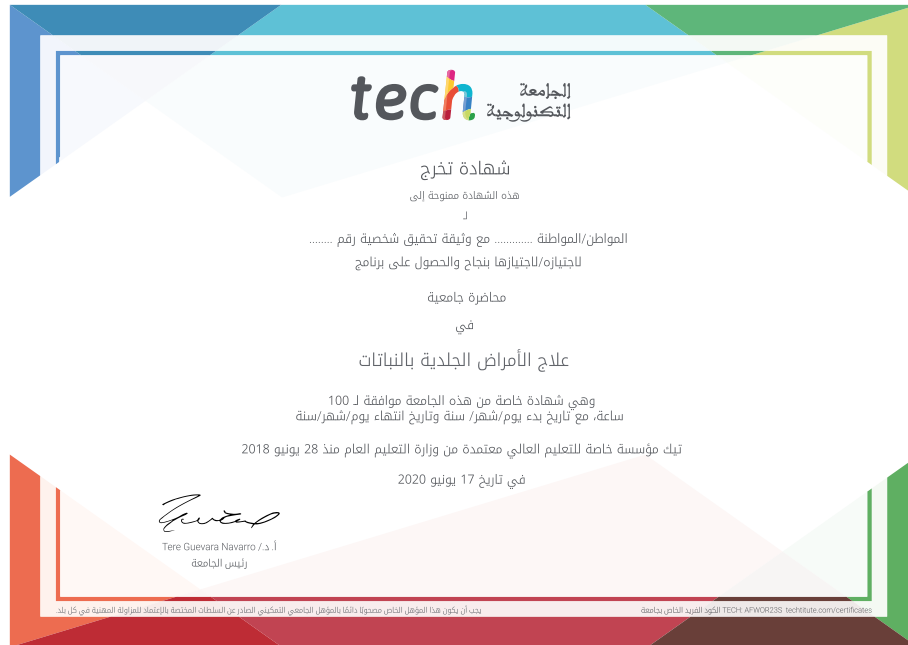 tech الجامعة
التكنولوجية
شهادة تخرج
هذه الشهادة ممنوحة إلى
لـ
المواطن/المواطنة ............ مع وثيقة تحقيق شخصية رقم ........
لاجتيازه/لاجتيازها بنجاح والحصول على برنامج
محاضرة جامعية
في
علاج الأمراض الجلدية بالنباتات
وهي شهادة خاصة من هذه الجامعة موافقة لـ 100
ساعة، مع تاريخ بدء يوم/شهر/ سنة وتاريخ انتهاء يوم/شهر/سنة
تيك مؤسسة خاصة للتعليم العالي معتمدة من وزارة التعليم العام منذ 28 يونيو 2018
في تاريخ 17 يونيو 2020
أ. د./ Tere Guevara Navarro
رئيس الجامعة
يجب أن يكون هذا المؤهل الخاص مصحوبًا دائمًا بالمؤهل الجامعي التمكيني الصادر عن السلطات المختصة بالإعتماد للمزاولة المهنية في كل بلد.
الكود الفريد الخاص بجامعة TECH: AFWOR23S techtitute.com/certificates